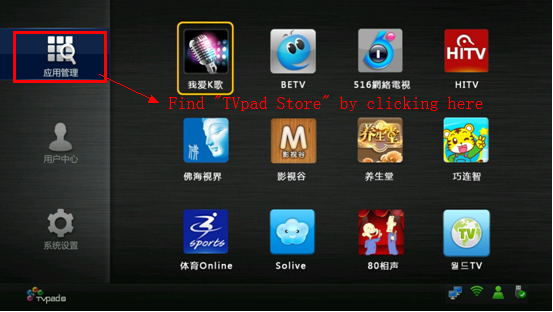 应用管理
用户中心
系统设置
我爱K歌
BETV
516網絡電視
HiTV
HITV
Find "TVpad Store" by clicking here
佛海視界
M
影视谷
影視谷
养生堂
养生堂
巧连智
sports
TV
体育Online
Solive
80相声
월드TV
TVpad